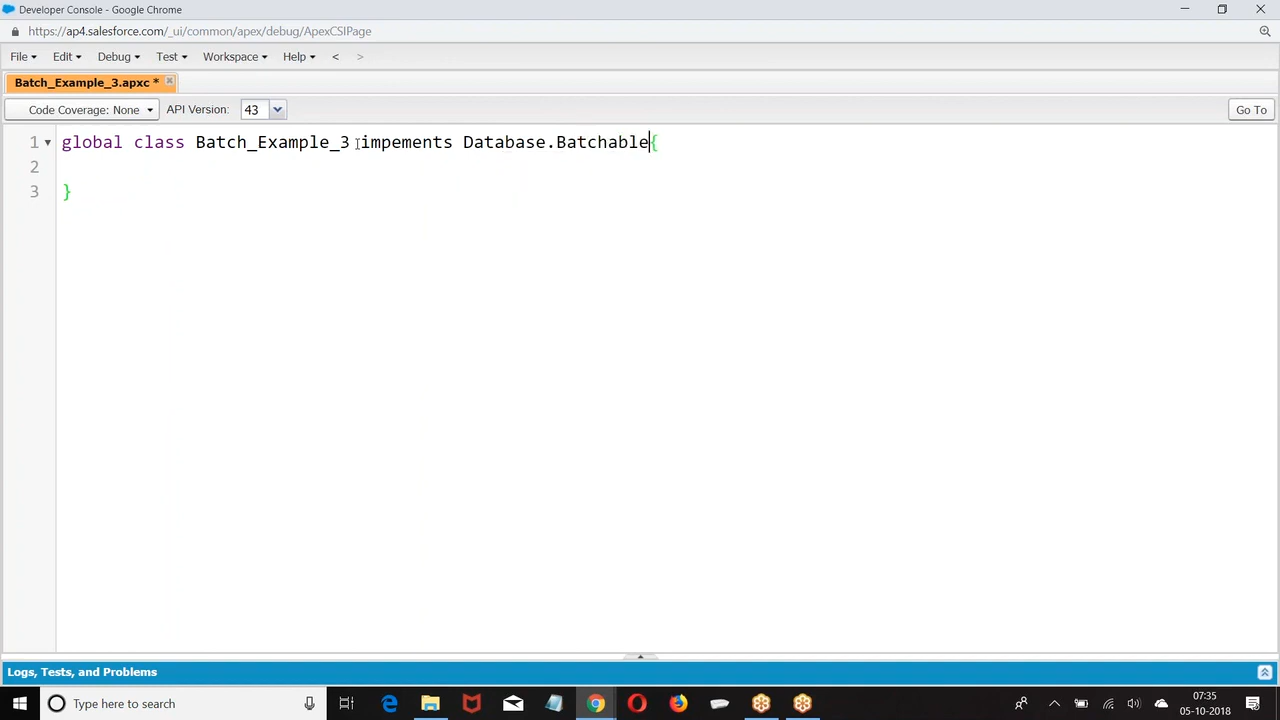 Developer Console - Google Chrome
https://ap4.salesforce.com/_ui/common/apex/debug/ApexCSIPage
File Edit Debug Test Workspace Help < >
Batch_Example_3.apxc *
Code Coverage: None API Version: 43 Go To
1 global class Batch_Example_3 impements Database.Batchable{
2
3 }
Logs, Tests, and Problems
Type here to search
07:35
05-10-2018